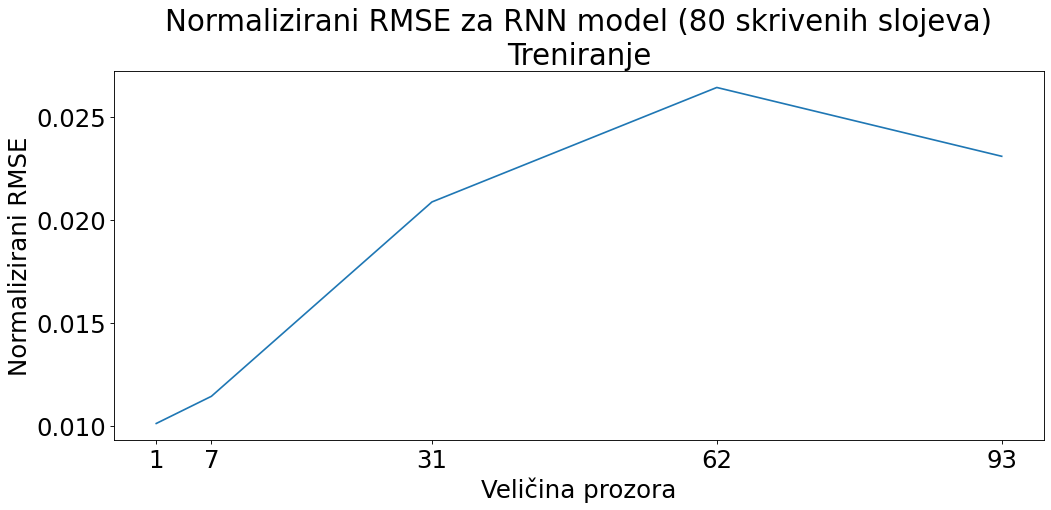 Normalizirani RMSE za RNN model (80 skrivenih slojeva)
Treniranje
Normalizirani RMSE
0.025
0.020
0.015
0.010
1 7 31 62 93
Veličina prozora